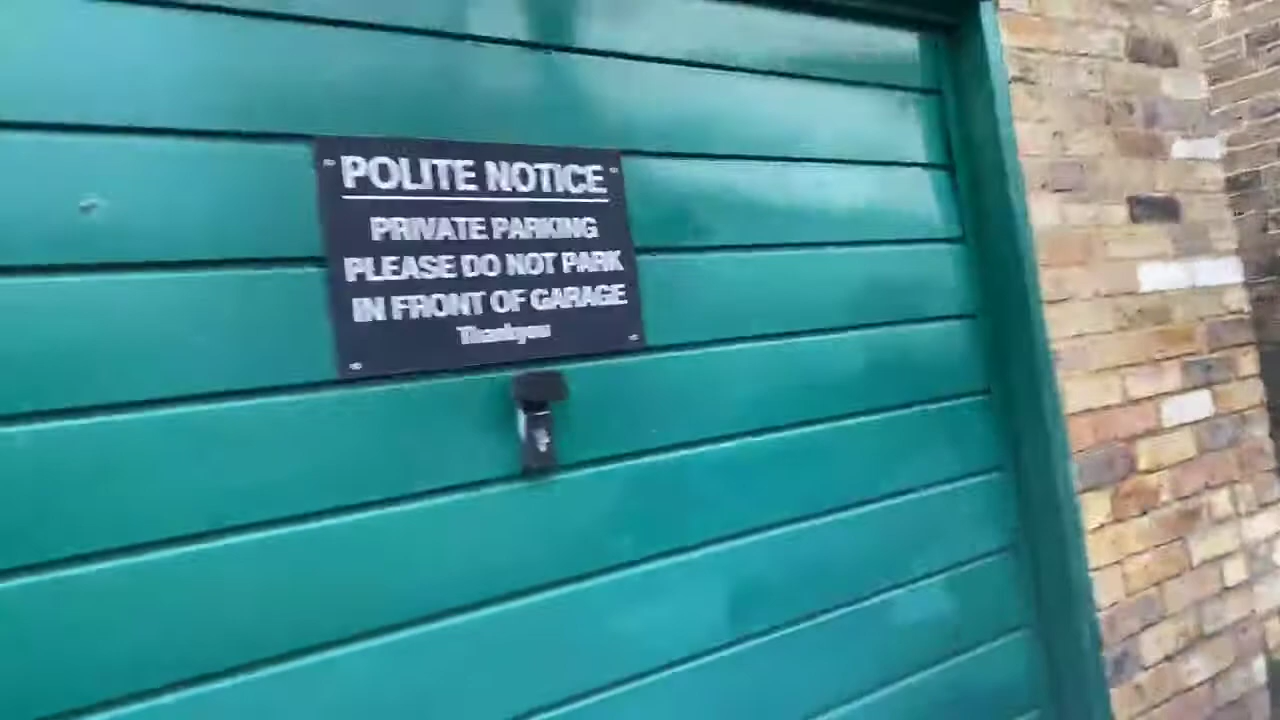 POLITE NOTICE
PRIVATE PARKING
PLEASE DO NOT PARK
IN FRONT OF GARAGE
Thankyou